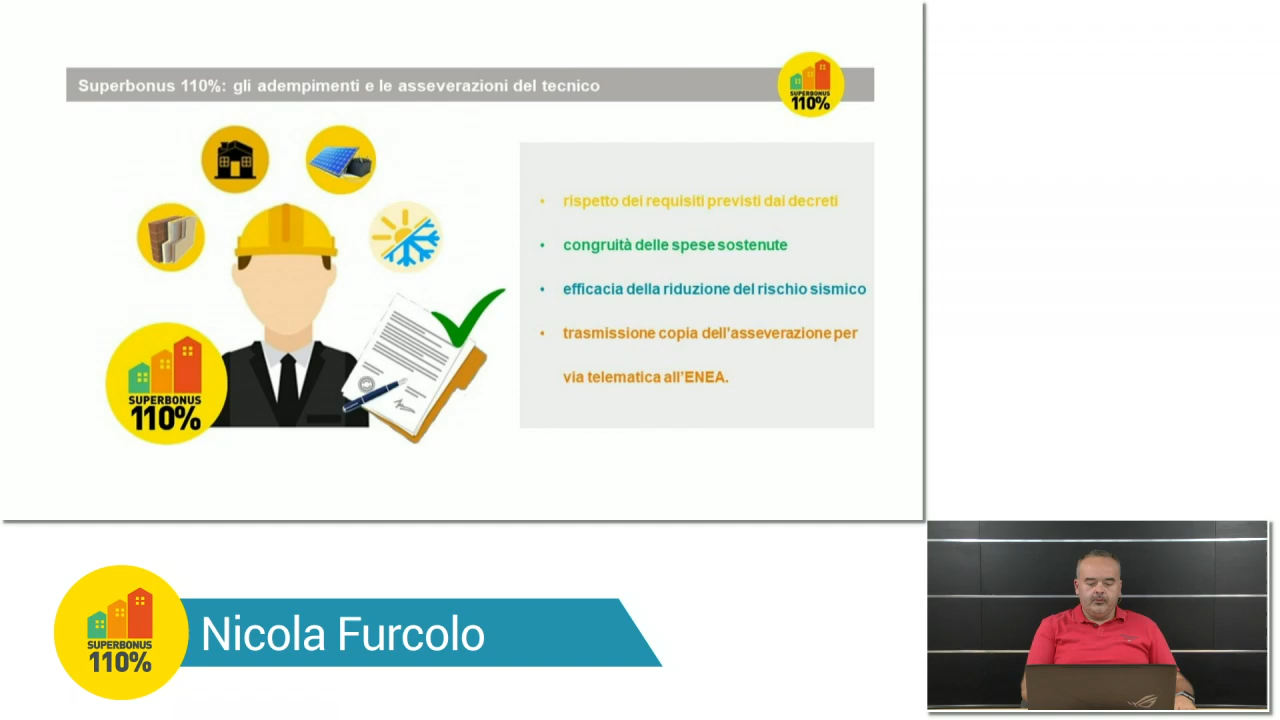 Superbonus 110%: gli adempimenti e le asseverazioni del tecnico
SUPERBONUS
110%
• rispetto dei requisiti previsti dai decreti
• congruità delle spese sostenute
• efficacia della riduzione del rischio sismico
• trasmissione copia dell'asseverazione per
via telematica all'ENEA.
SUPERBONUS
110%
SUPERBONUS
110%
Nicola Furcolo